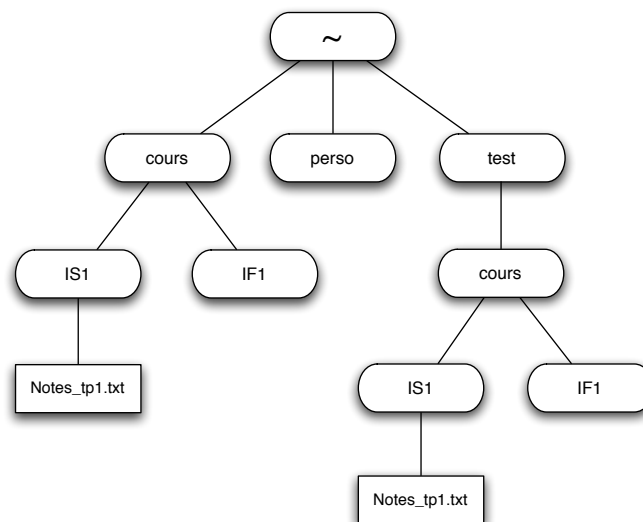 ~
cours
perso
test
IS1
IF1
cours
Notes_tp1.txt
IS1
IF1
Notes_tp1.txt